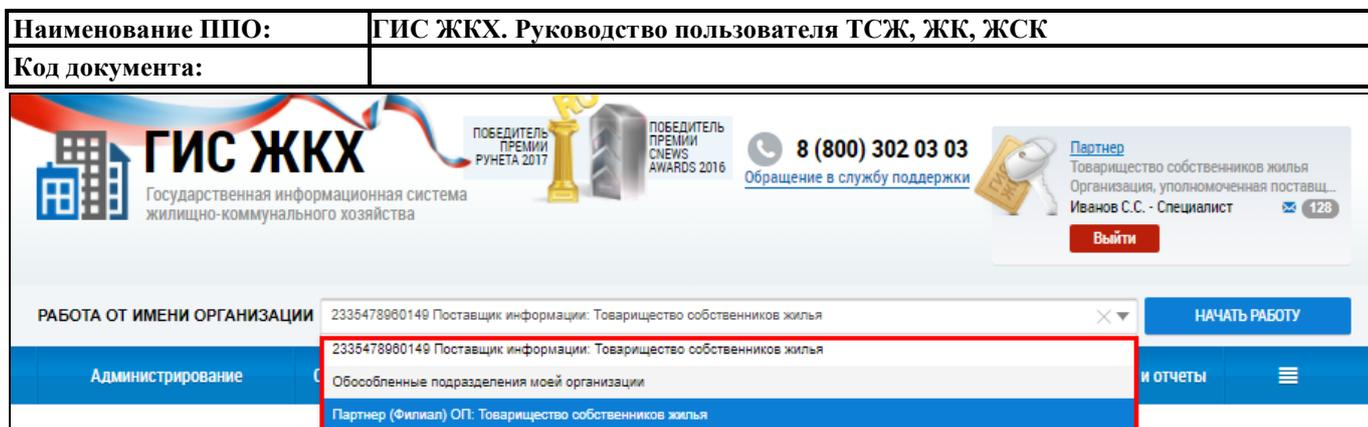 Наименование ППО: ГИС ЖКХ. Руководство пользователя ТСЖ, ЖК, ЖСК
Код документа:
RU
ПОБЕДИТЕЛЬ
ПРЕМИИ
РУНЕТА 2017
ПОБЕДИТЕЛЬ
ПРЕМИИ
CNEWS
AWARDS 2016
ГИС ЖКХ
Государственная информационная система
жилищно-коммунального хозяйства
8 (800) 302 03 03
Обращение в службу поддержки
ГИС ЖКХ
Партнер
Товарищество собственников жилья
Организация, уполномоченная поставщ...
Иванов С.С. - Специалист 128
Выйти
РАБОТА ОТ ИМЕНИ ОРГАНИЗАЦИИ 2335478960149 Поставщик информации: Товарищество собственников жилья НАЧАТЬ РАБОТУ
2335478960149 Поставщик информации: Товарищество собственников жилья
Администрирование Обособленные подразделения моей организации и отчеты
Партнер (Филиал) ОП: Товарищество собственников жилья